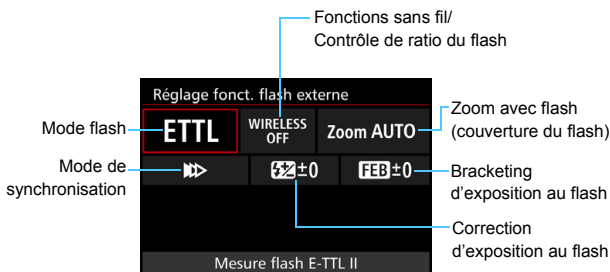 Fonctions sans fil/
Contrôle de ratio du flash
Réglage fonct. flash externe
Mode flash
ETTL
WIRELESS
OFF
Zoom AUTO
Zoom avec flash
(couverture du flash)
Mode de
synchronisation
±0
FEB±0
Bracketing
d'exposition au flash
Correction
d'exposition au flash
Mesure flash E-TTL II